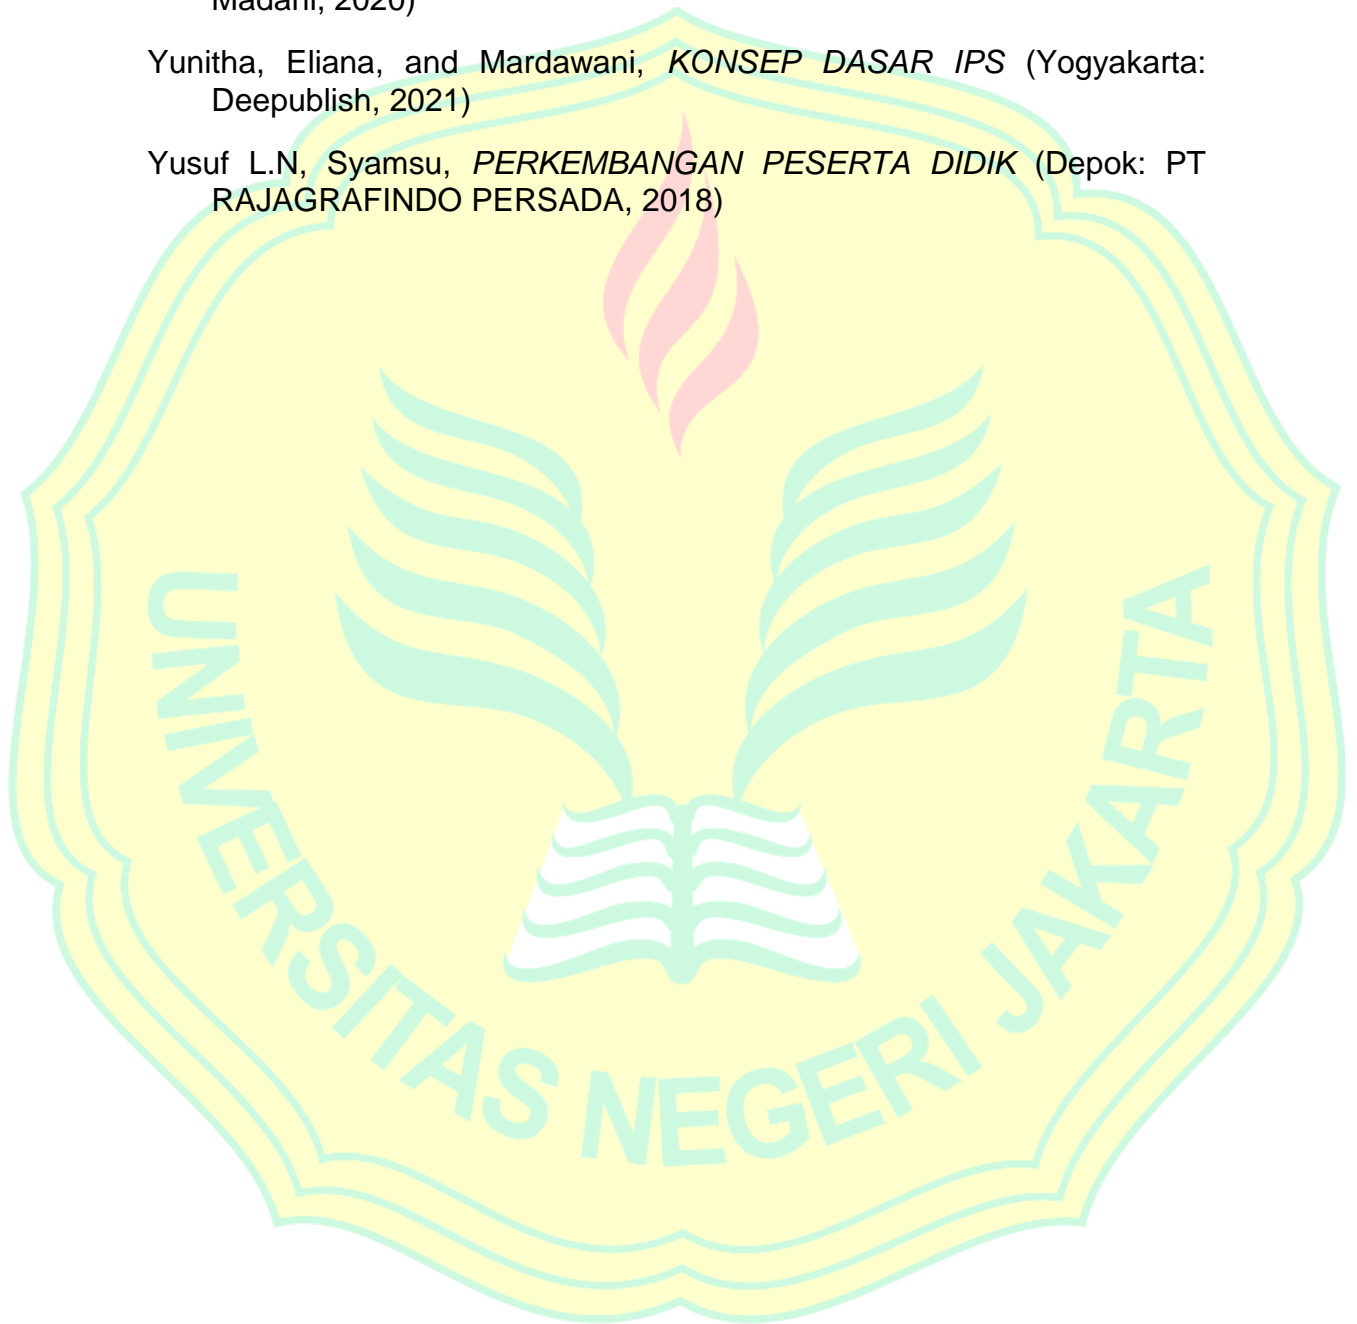 Madani, 2020)
Yunitha, Eliana, and Mardawani, KONSEP DASAR IPS (Yogyakarta:
Deepublish, 2021)
Yusuf L.N, Syamsu, PERKEMBANGAN PESERTA DIDIK (Depok: PT
RAJAGRAFINDO PERSADA, 2018)
UNIVERSITAS NEGERI JAKARTA